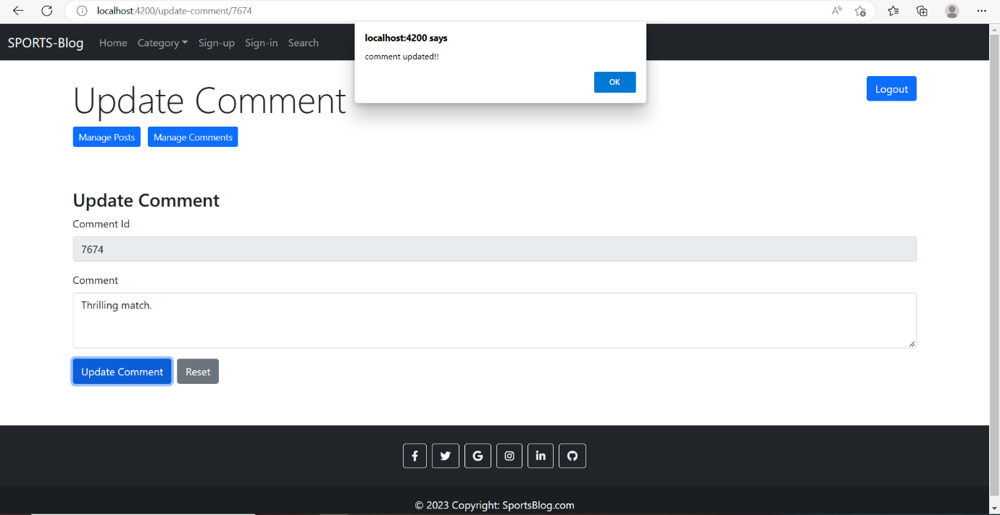 localhost:4200/update-comment/7674
SPORTS-Blog Home Category Sign-up Sign-in Search
localhost:4200 says
comment updated!!
OK
Logout
Update Comment
Manage Posts Manage Comments
Update Comment
Comment Id
7674
Comment
Thrilling match.
Update Comment Reset
© 2023 Copyright: SportsBlog.com